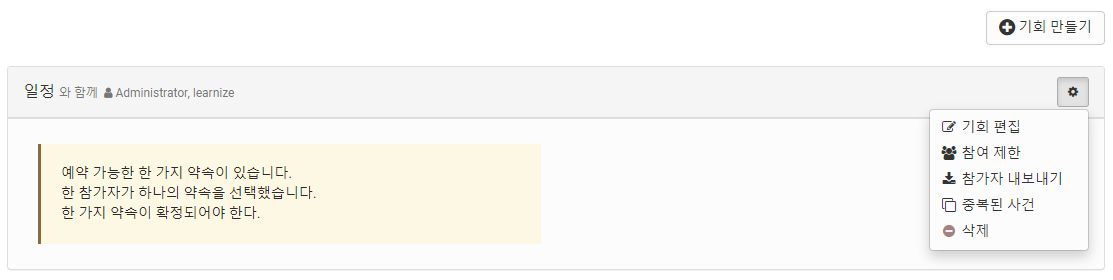 기회 만들기
일정 와 함께 Administrator, learnize
기회 편집
참여 제한
참가자 내보내기
중복된 사건
삭제
예약 가능한 한 가지 약속이 있습니다.
한 참가자가 하나의 약속을 선택했습니다.
한 가지 약속이 확정되어야 한다.